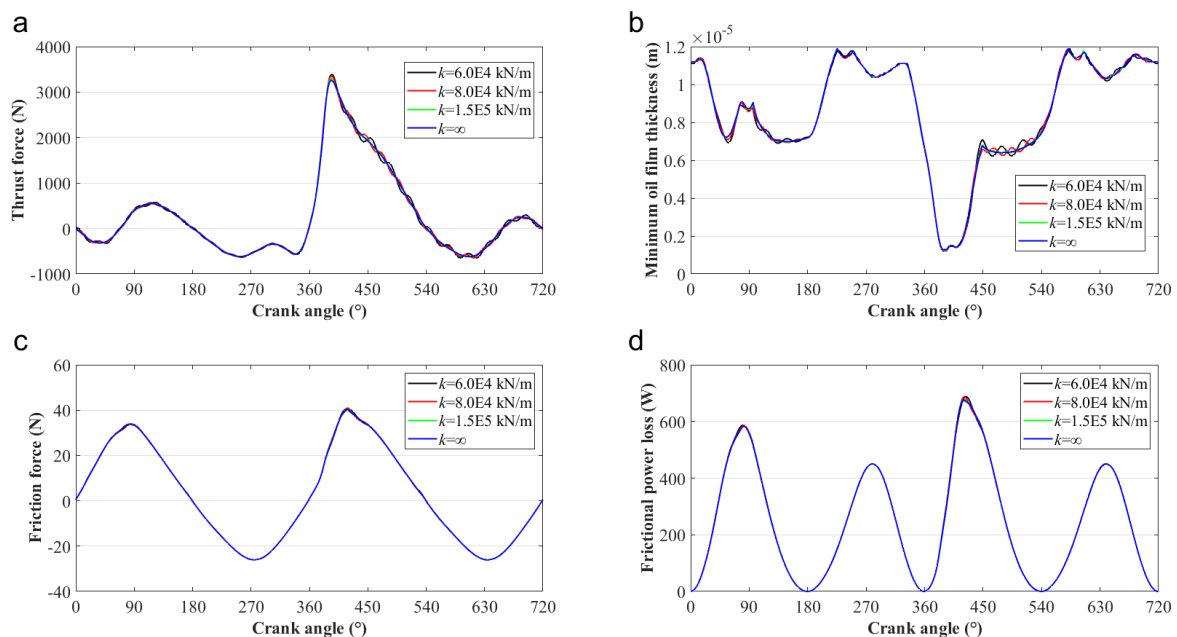 a
4000
3000
2000
1000
0
-1000
Thrust force (N)
0 90 180 270 360 450 540 630 720
Crank angle (°)
k=6.0E4 kN/m
k=8.0E4 kN/m
k=1.5E5 kN/m
k=∞
b
×10⁻⁵
1.2
1
0.8
0.6
0.4
0.2
0
Minimum oil film thickness (m)
0 90 180 270 360 450 540 630 720
Crank angle (°)
k=6.0E4 kN/m
k=8.0E4 kN/m
k=1.5E5 kN/m
k=∞
c
60
40
20
0
-20
-40
Friction force (N)
0 90 180 270 360 450 540 630 720
Crank angle (°)
k=6.0E4 kN/m
k=8.0E4 kN/m
k=1.5E5 kN/m
k=∞
d
800
600
400
200
0
Frictional power loss (W)
0 90 180 270 360 450 540 630 720
Crank angle (°)
k=6.0E4 kN/m
k=8.0E4 kN/m
k=1.5E5 kN/m
k=∞